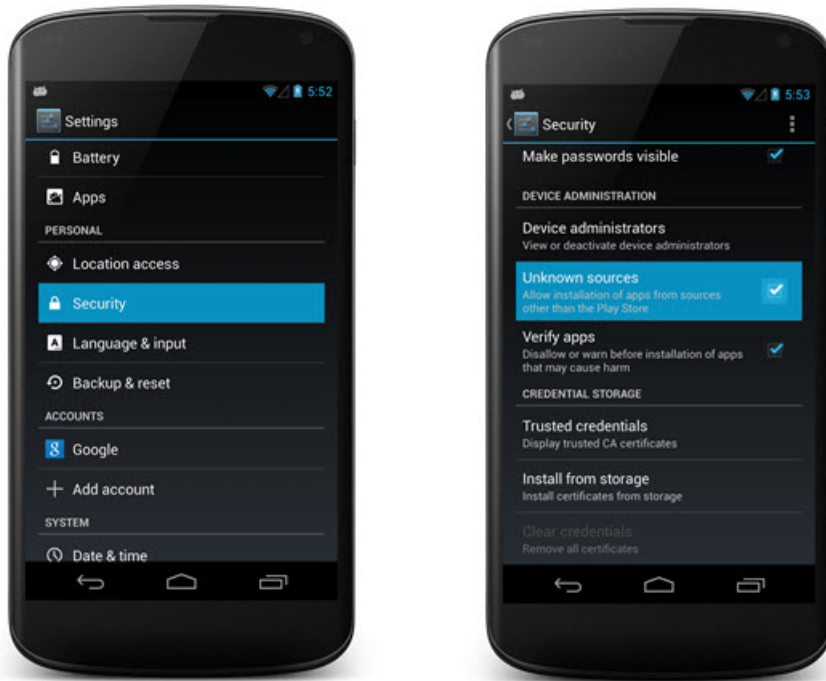 5:52
Settings
Battery
Apps
PERSONAL
Location access
Security
Language & input
Backup & reset
ACCOUNTS
Google
Add account
SYSTEM
Date & time
5:53
Security
Make passwords visible
DEVICE ADMINISTRATION
Device administrators
View or deactivate device administrators
Unknown sources
Allow installation of apps from sources
other than the Play Store
Verify apps
Disallow or warn before installation of apps
that may cause harm
CREDENTIAL STORAGE
Trusted credentials
Display trusted CA certificates
Install from storage
Install certificates from storage
Clear credentials
Remove all certificates